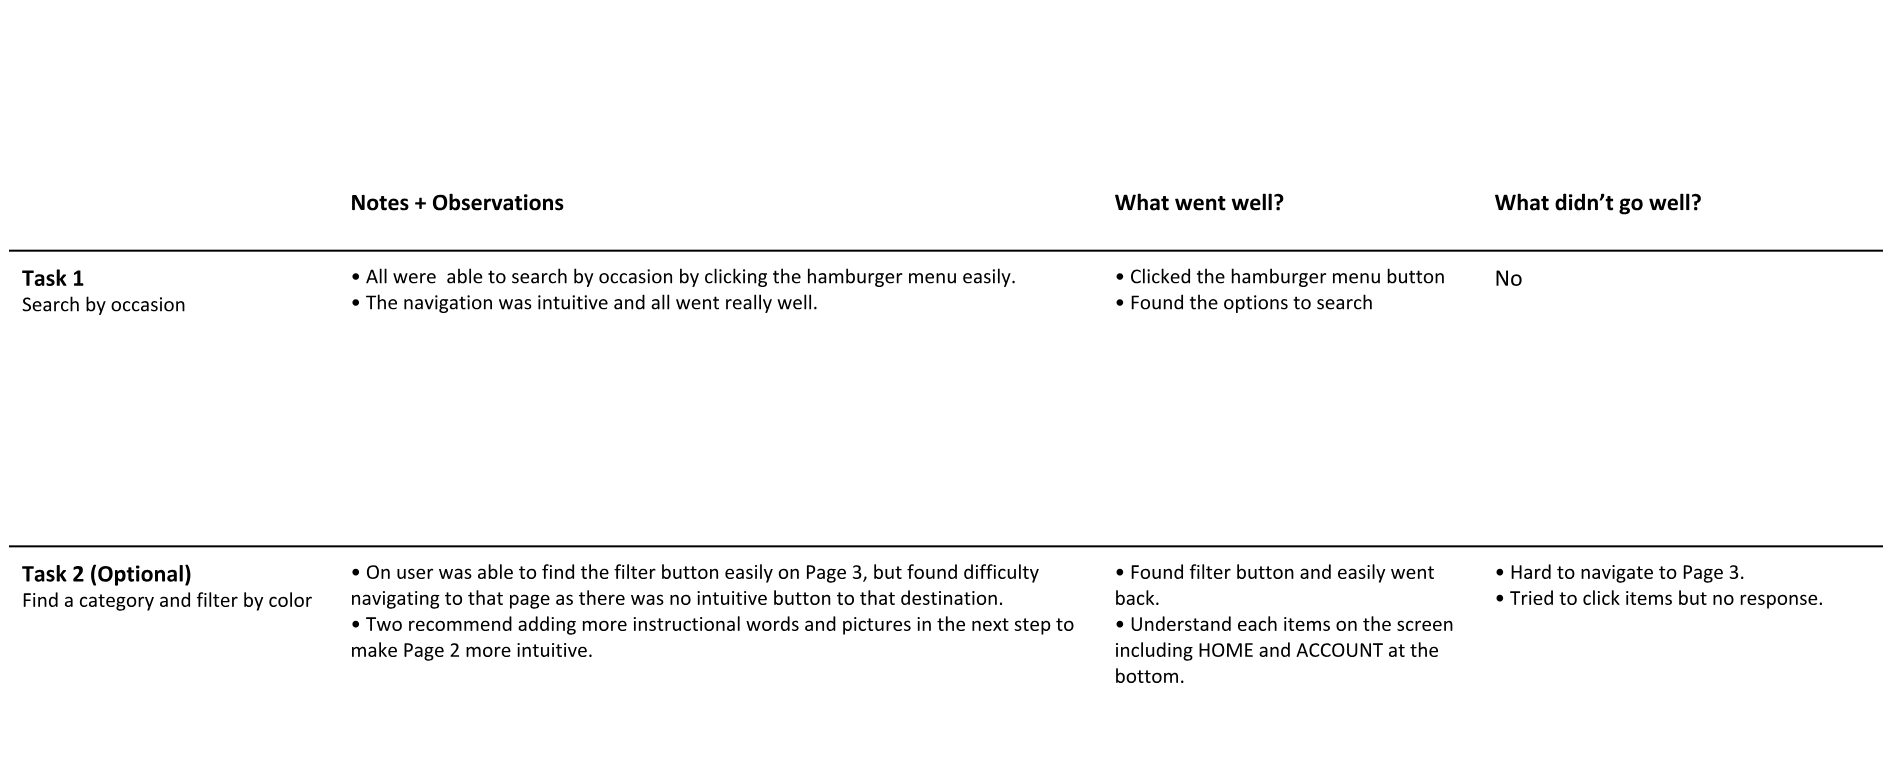 Notes + Observations
What went well?
What didn’t go well?
Task 1
Search by occasion
• All were  able to search by occasion by clicking the hamburger menu easily.
• The navigation was intuitive and all went really well.
• Clicked the hamburger menu button
• Found the options to search
No
Task 2 (Optional)
Find a category and filter by color
• On user was able to find the filter button easily on Page 3, but found difficulty
navigating to that page as there was no intuitive button to that destination.
• Two recommend adding more instructional words and pictures in the next step to
make Page 2 more intuitive.
• Found filter button and easily went
back.
• Understand each items on the screen
including HOME and ACCOUNT at the
bottom.
• Hard to navigate to Page 3.
• Tried to click items but no response.